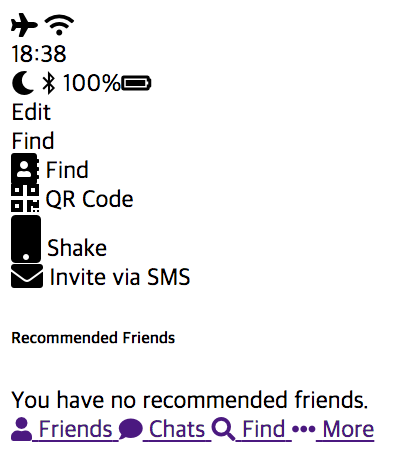 18:38
100%
Edit
Find
Find
QR Code
Shake
Invite via SMS
Recommended Friends
You have no recommended friends.
Friends Chats Find More